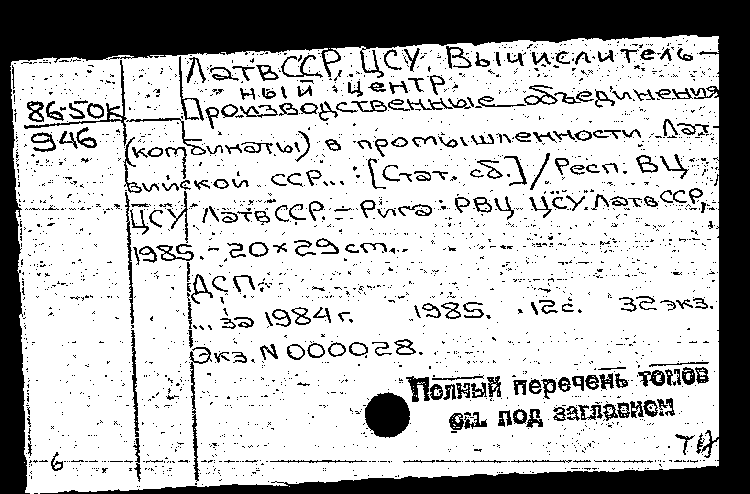 ЛатвССР. ЦСУ. Вычислитель-
ный центр.
86-50к
Производственные объединения
946
(комбинаты) в промышленности Лат-
вийской ССР... : [Стат. сб.] / Респ. ВЦ
ЦСУ ЛатвССР. - Рига : РВЦ ЦСУ ЛатвССР,
1985. - 20×29 см.
ДСП.
... за 1984 г. 1985. 12 с. 32 экз.
Экз. N 000028.
Полный перечень томов
см. под заглавием
6